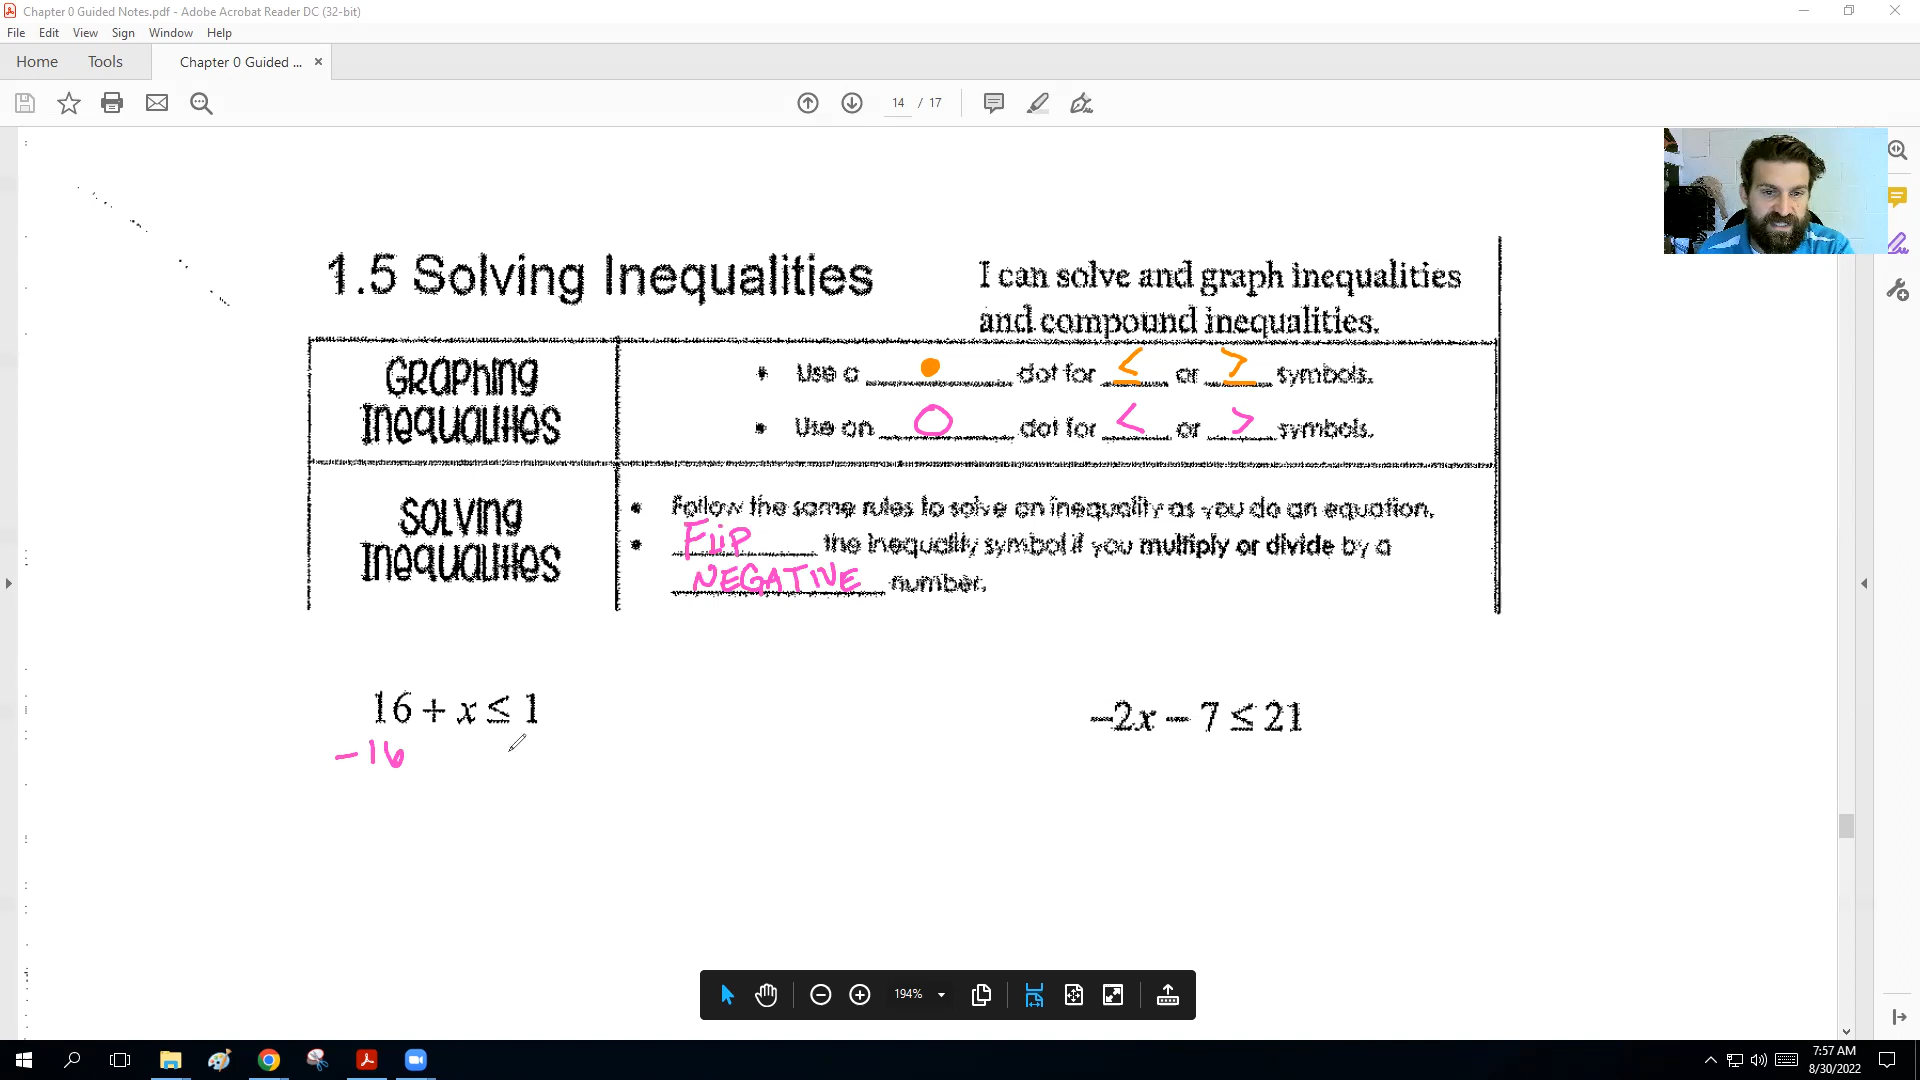 Chapter 0 Guided Notes.pdf - Adobe Acrobat Reader DC (32-bit)
File Edit View Sign Window Help
Home Tools Chapter 0 Guided ... ×
14 / 17
1.5 Solving Inequalities
I can solve and graph inequalities
and compound inequalities.
Graphing
Inequalities
• Use a ● dot for ≤ or ≥ symbols.
• Use an O dot for < or > symbols.
Solving
Inequalities
• Follow the same rules to solve an inequality as you do an equation.
• Flip the inequality symbol if you multiply or divide by a
NEGATIVE number.
16 + x ≤ 1
-16
−2x − 7 ≤ 21
194%
7:57 AM
8/30/2022